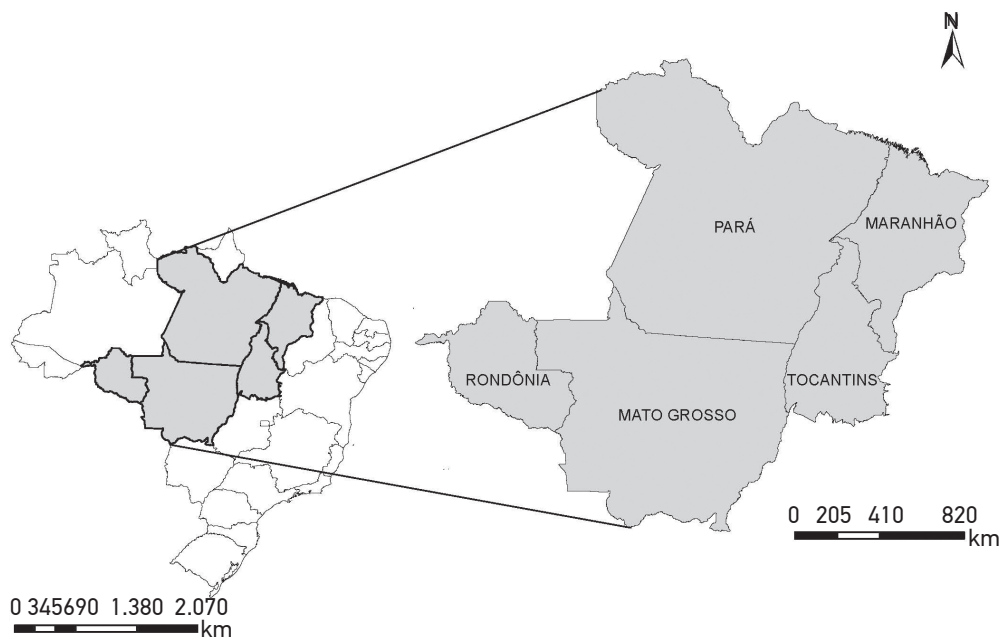 N
PARÁ
MARANHÃO
RONDÔNIA
TOCANTINS
MATO GROSSO
0 205 410 820
km
0 345690 1.380 2.070
km